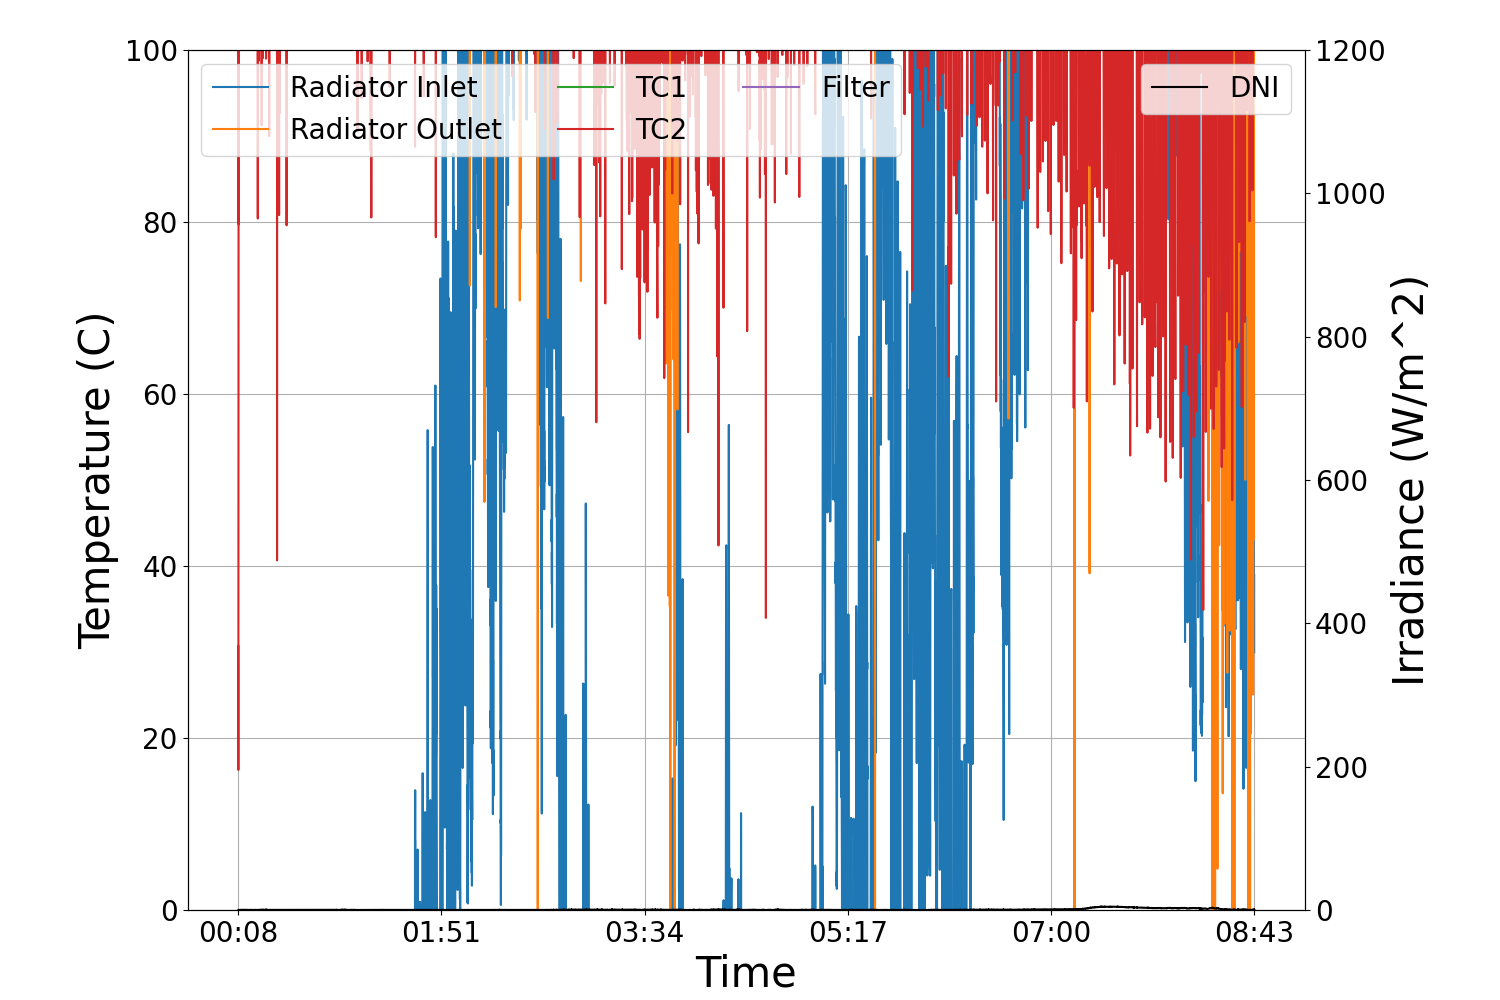 100
80
60
40
20
0
Temperature (C)
Radiator Inlet
Radiator Outlet
TC1
TC2
Filter
DNI
1200
1000
800
600
400
200
0
Irradiance (W/m^2)
00:08
01:51
03:34
05:17
07:00
08:43
Time